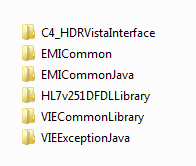 C4_HDRVistaInterface
EMICommon
EMICommonJava
HL7v251DFDLLibrary
VIECommonLibrary
VIEExceptionJava